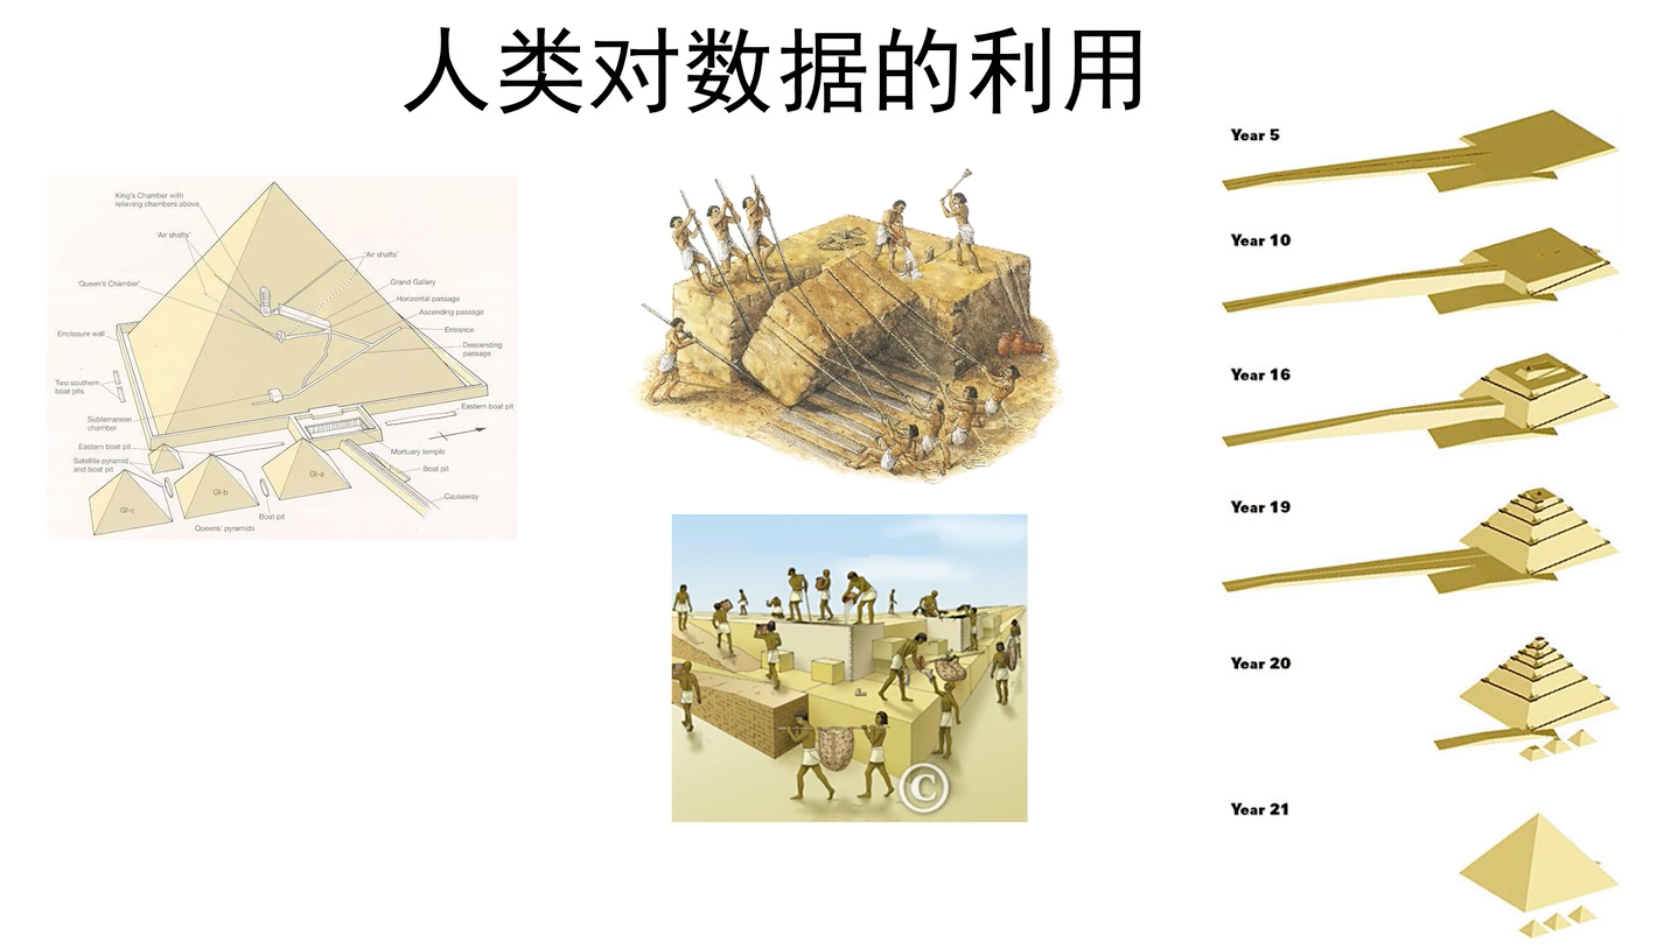 人类对数据的利用
King's Chamber with
relieving chambers above
'Air shafts'
'Air shafts'
'Queen's Chamber'
Grand Gallery
Horizontal passage
Ascending passage
Enclosure wall
Entrance
Descending
passage
Two southern
boat pits
Subterranean
chamber
Eastern boat pit
Eastern boat pit
Mortuary temple
Satellite pyramid
and boat pit
Boat pit
GI-a
GI-b
GI-c
Causeway
Boat pit
Queens' pyramids
©
Year 5
Year 10
Year 16
Year 19
Year 20
Year 21